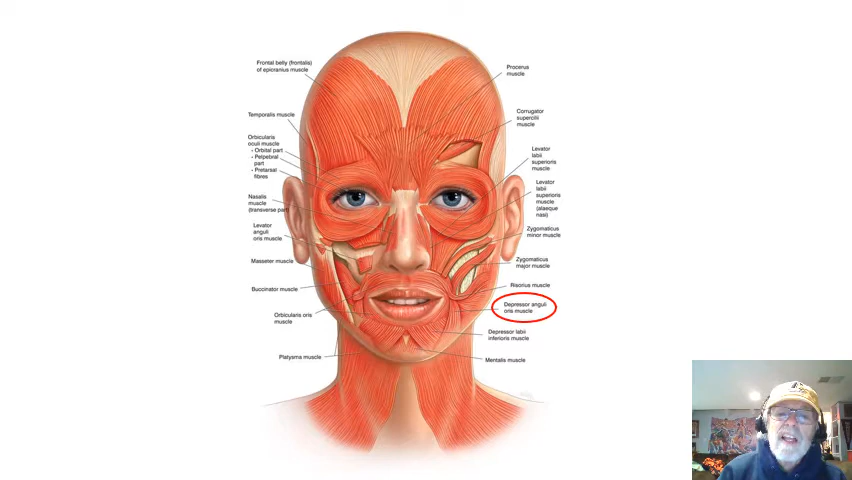 Frontal belly (frontalis)
of epicranius muscle
Temporalis muscle
Orbicularis
oculi muscle
- Orbital part
- Pelpebral
part
- Pretarsal
fibres
Nasalis
muscle
(transverse part)
Levator
anguli
oris muscle
Masseter muscle
Buccinator muscle
Orbicularis oris
muscle
Platysma muscle
Procerus
muscle
Corrugator
supercilii
muscle
Levator
labii
superioris
muscle
Levator
labii
superioris
muscle
(alaeque
nasi)
Zygomaticus
minor muscle
Zygomaticus
major muscle
Risorius muscle
Depressor anguli
oris muscle
Depressor labii
inferioris muscle
Mentalis muscle